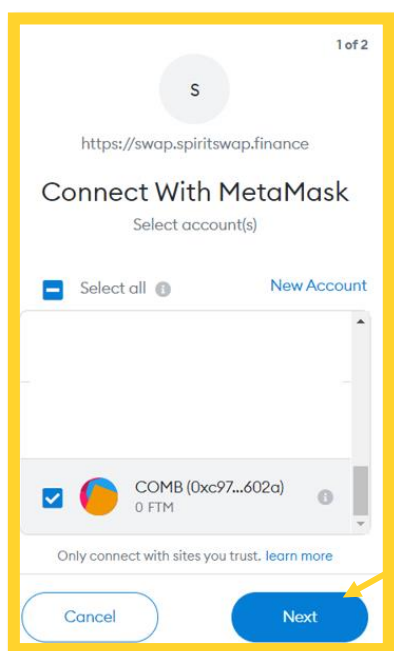 1 of 2
S
https://swap.spiritswap.finance
Connect With MetaMask
Select account(s)
Select all i New Account
COMB (0xc97...602a) i
0 FTM
Only connect with sites you trust. learn more
Cancel Next